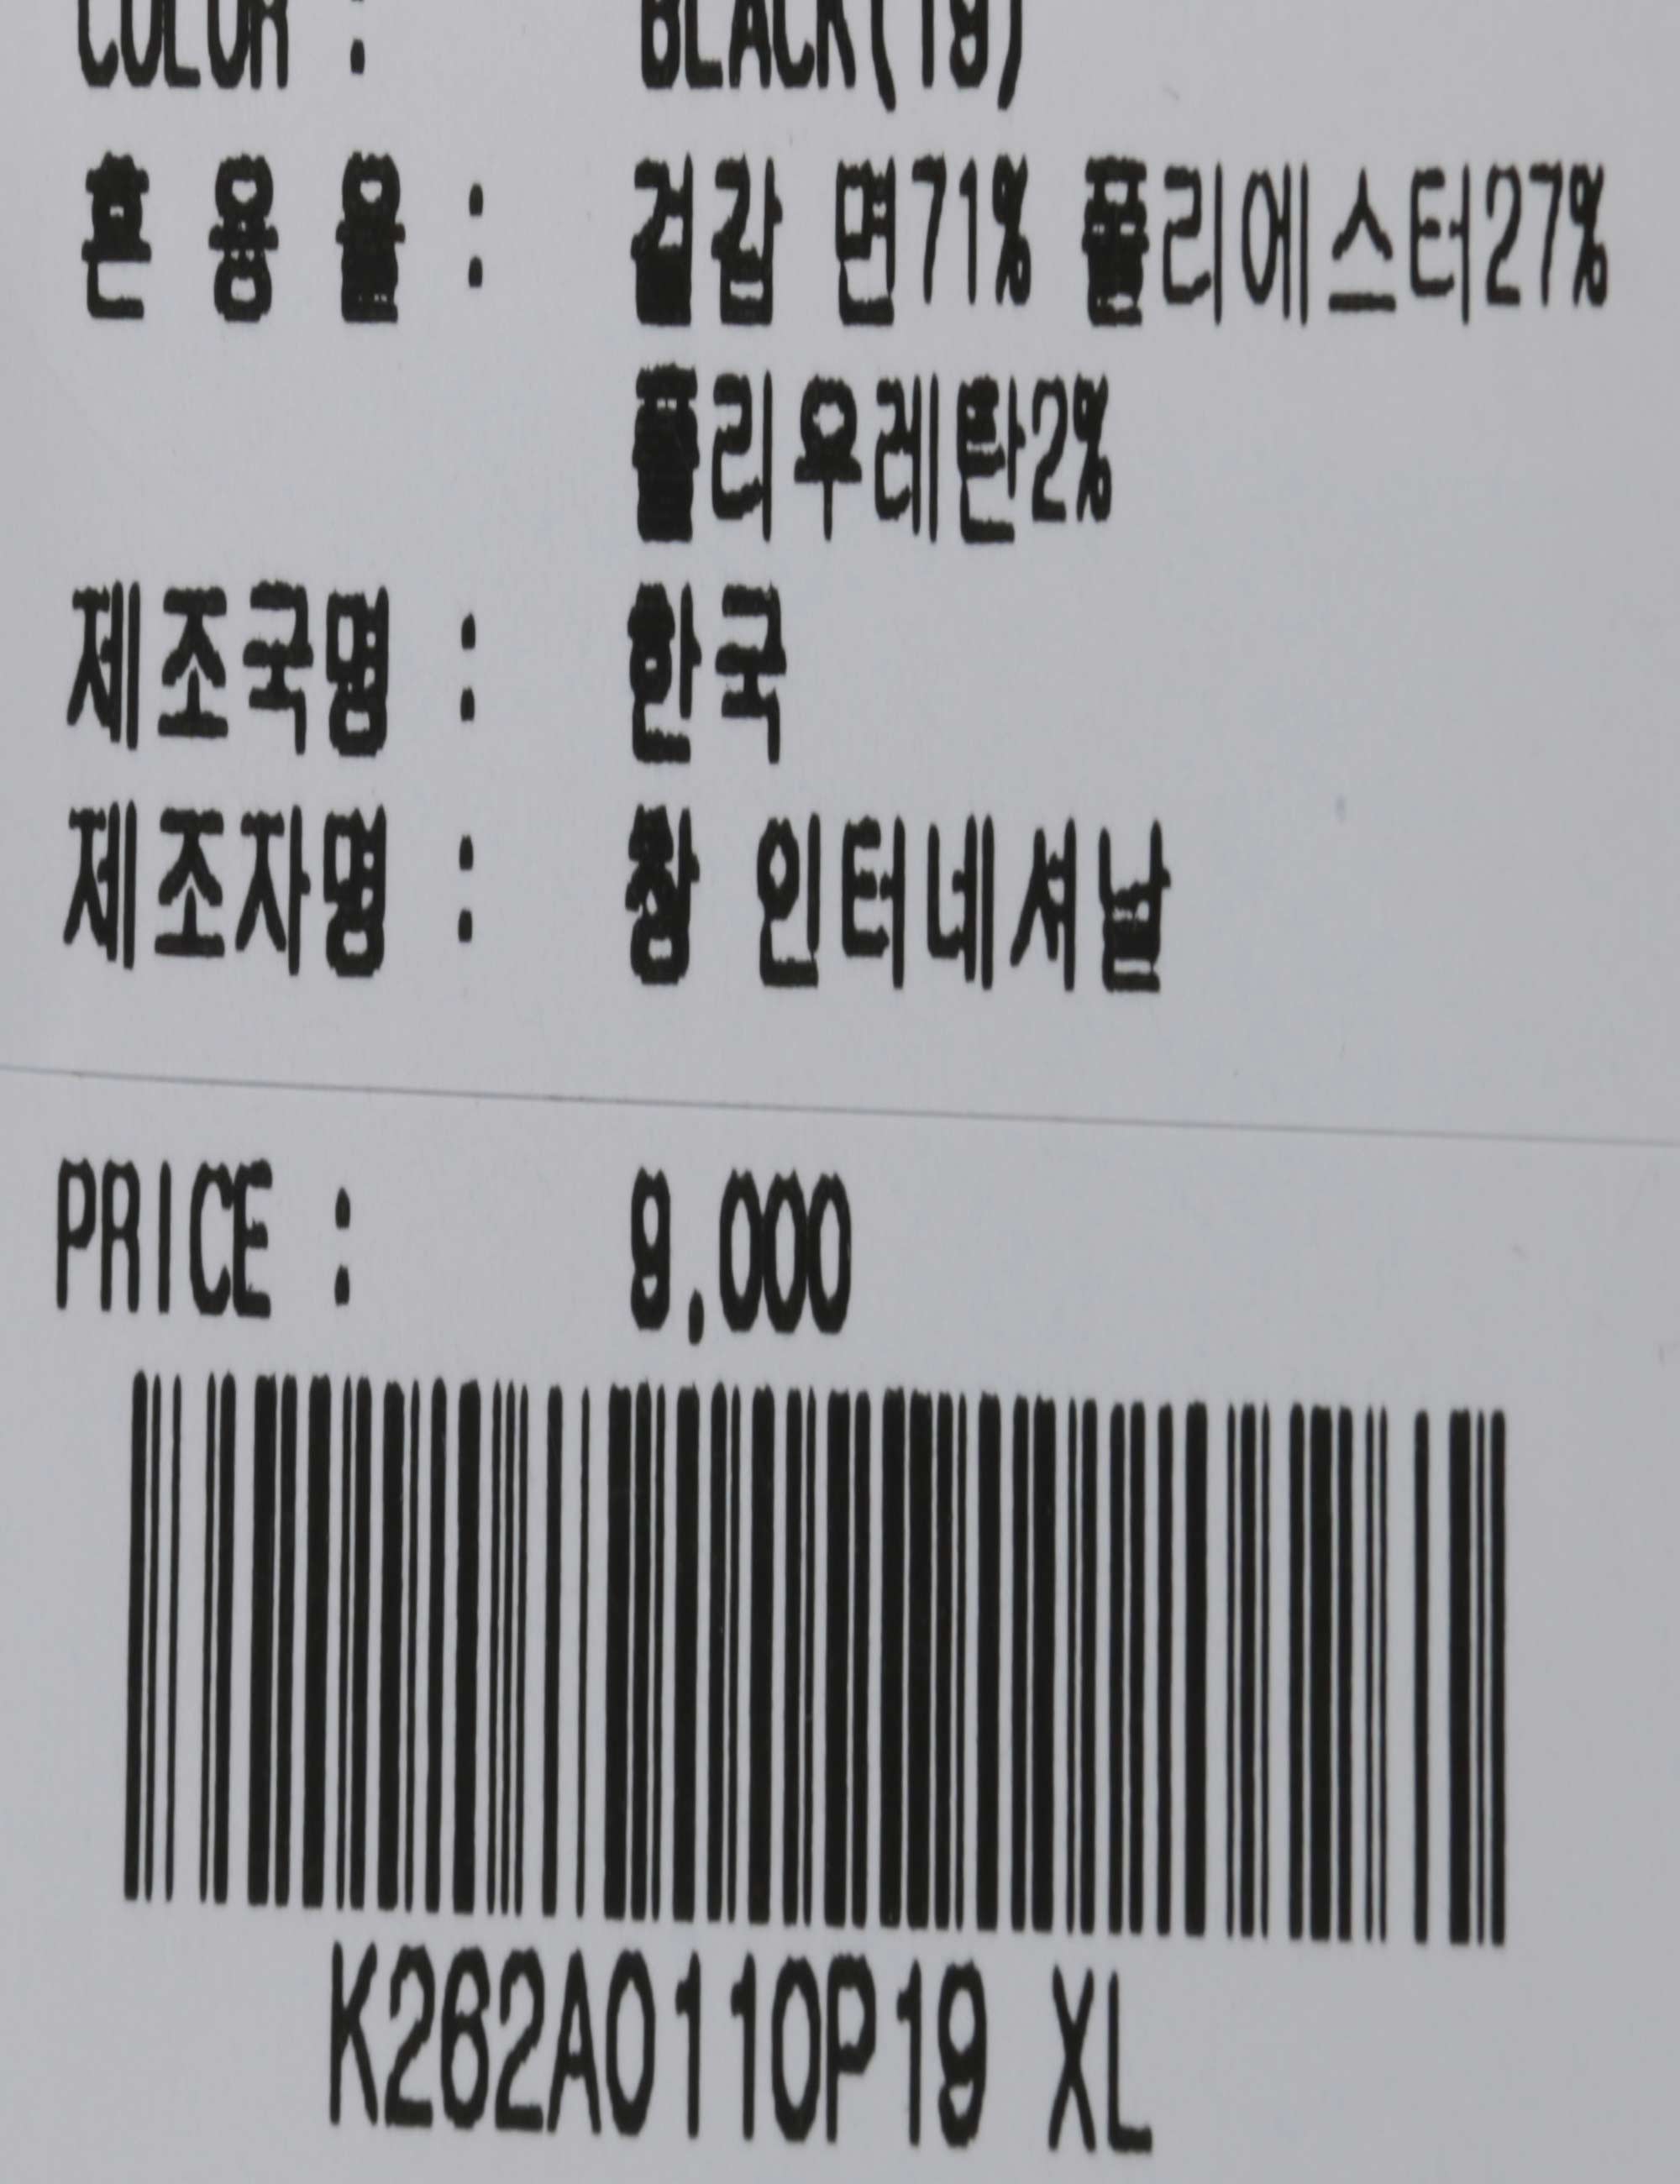 COLOR : BLACK(19)
혼 용 율 : 겉감 면71% 폴리에스터27%
폴리우레탄2%
제조국명 : 한국
제조자명 : 창 인터네셔날
PRICE : 9,000
K262A0110P19 XL